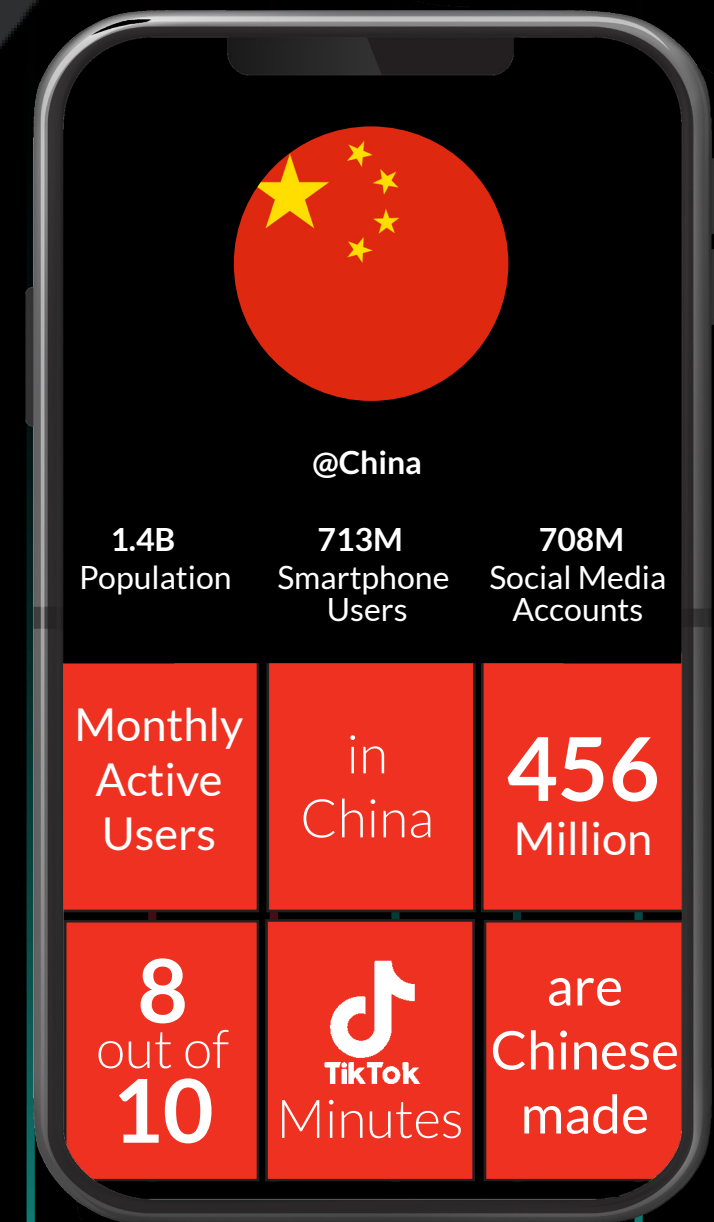 @China
1.4B
Population
713M
Smartphone
Users
708M
Social Media
Accounts
Monthly
Active
Users
in
China
456
Million
8
out of
10
TikTok
Minutes
are
Chinese
made